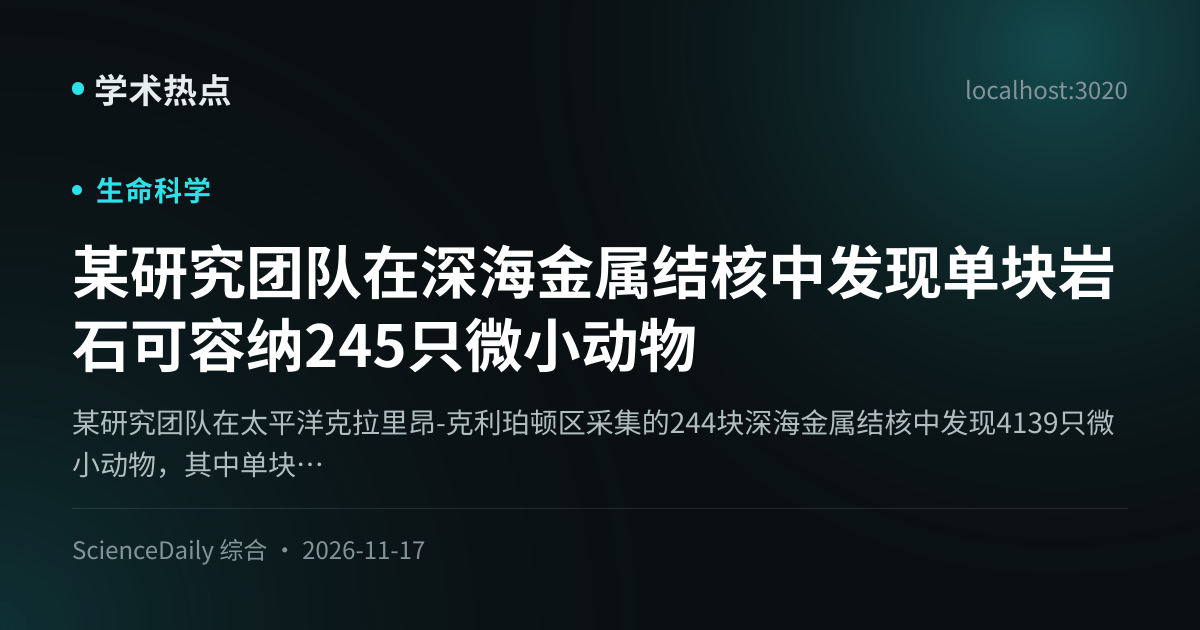 学术热点
localhost:3020
生命科学
某研究团队在深海金属结核中发现单块岩
石可容纳245只微小动物
某研究团队在太平洋克拉里昂-克利珀顿区采集的244块深海金属结核中发现4139只微
小动物，其中单块…
ScienceDaily 综合 • 2026-11-17